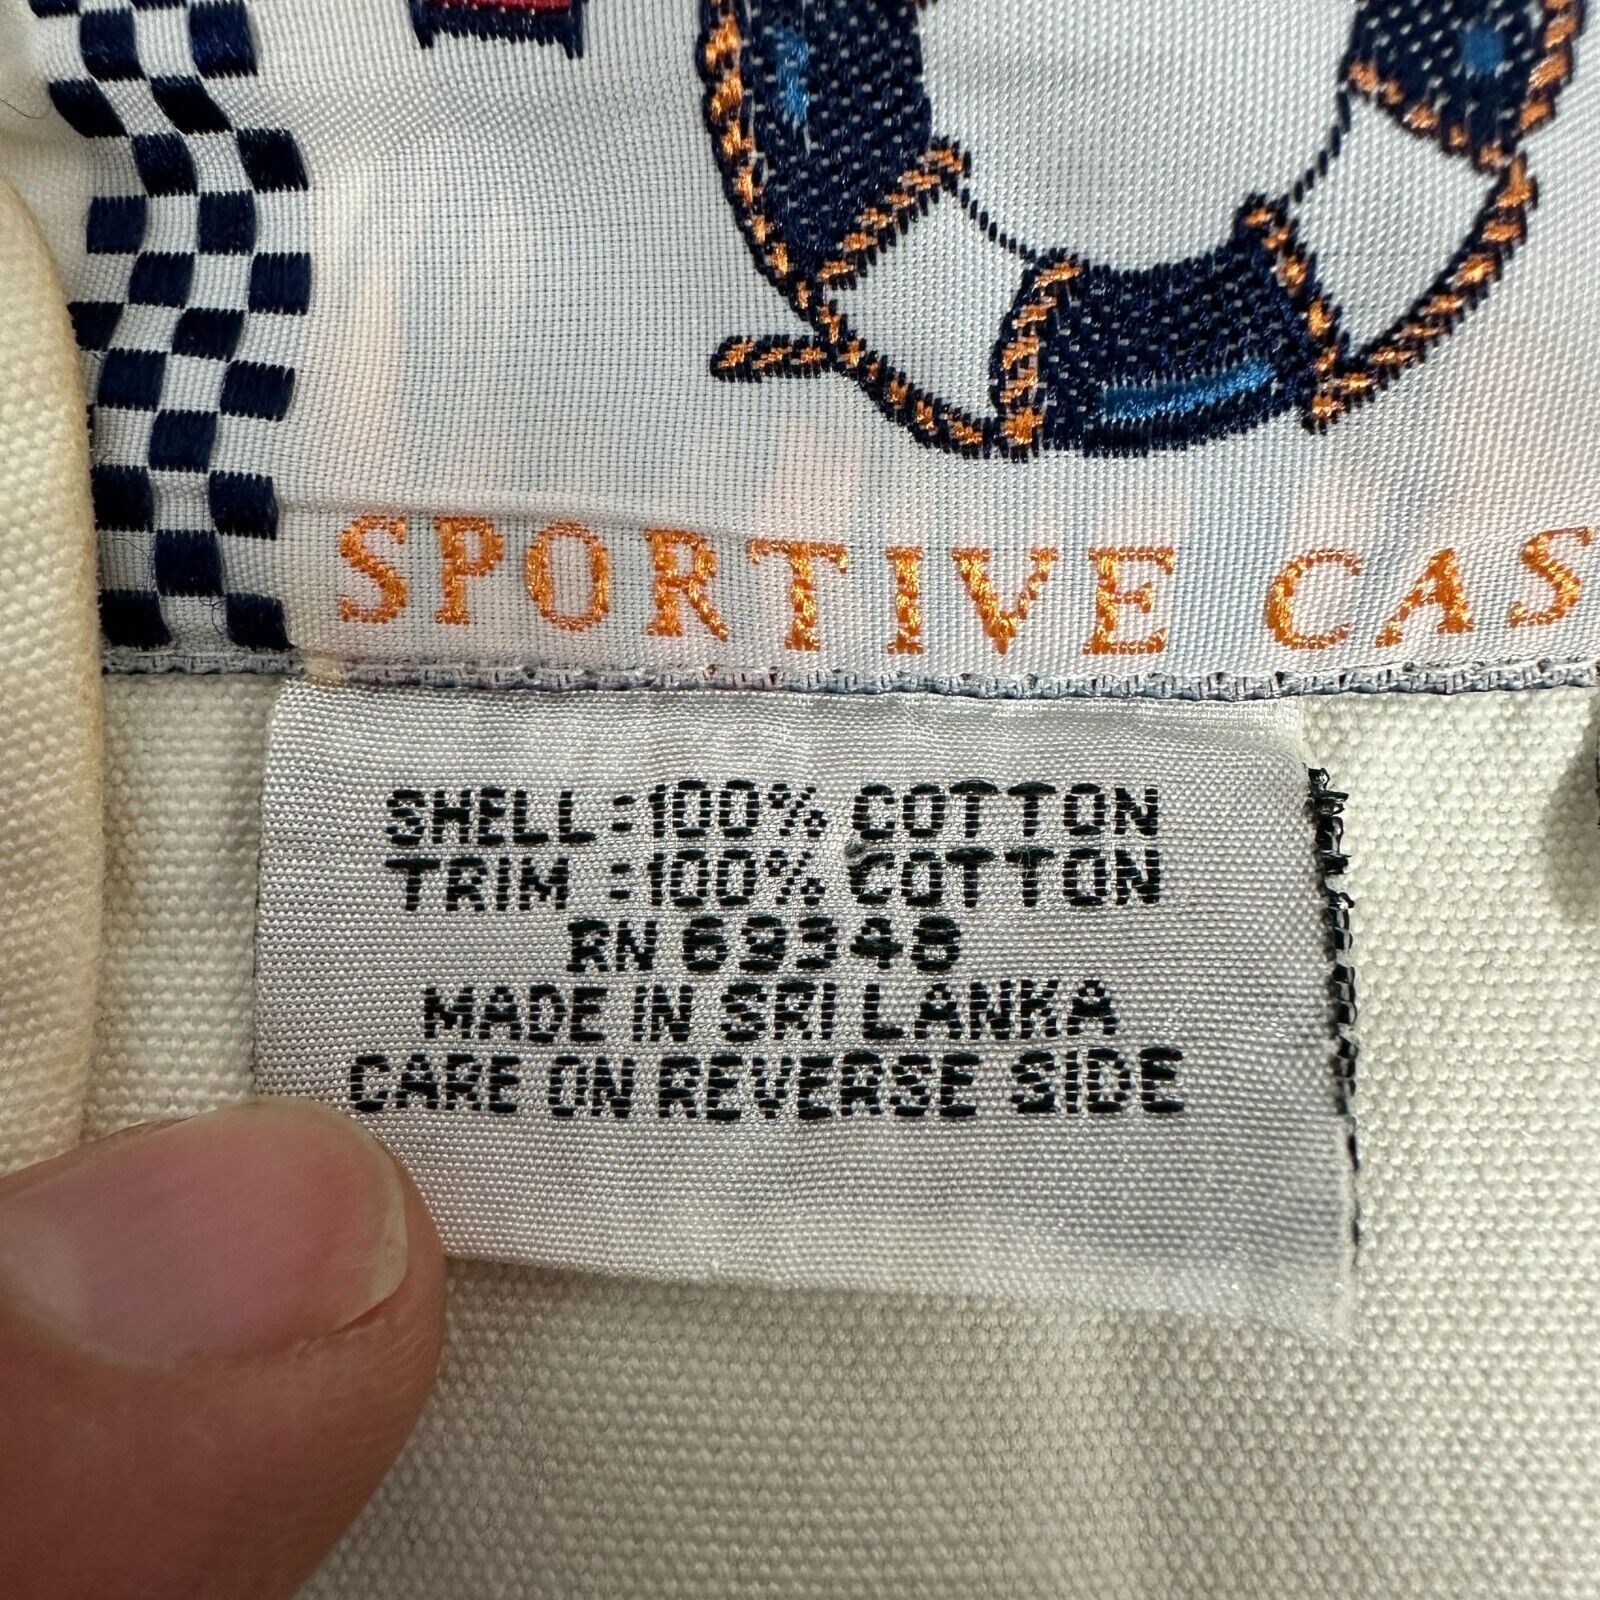 SPORTIVE CAS
SHELL:100% COTTON
TRIM :100% COTTON
RN 69348
MADE IN SRI LANKA
CARE ON REVERSE SIDE